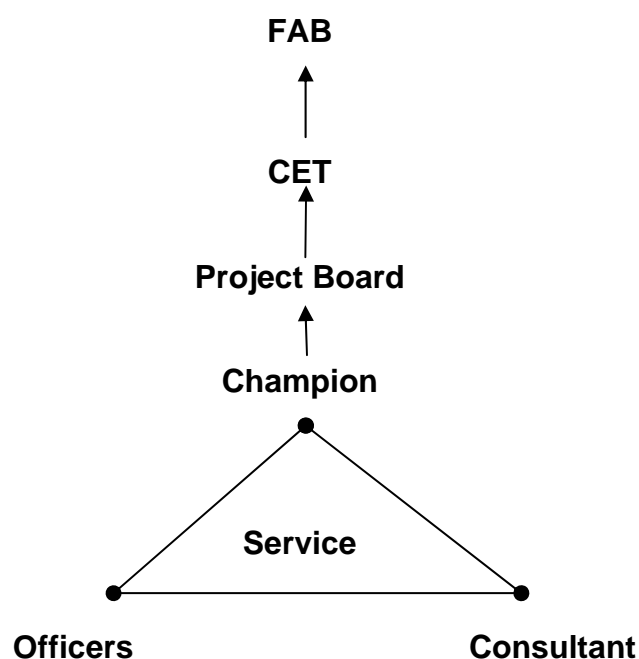 FAB
CET
Project Board
Champion
Service
Officers Consultant